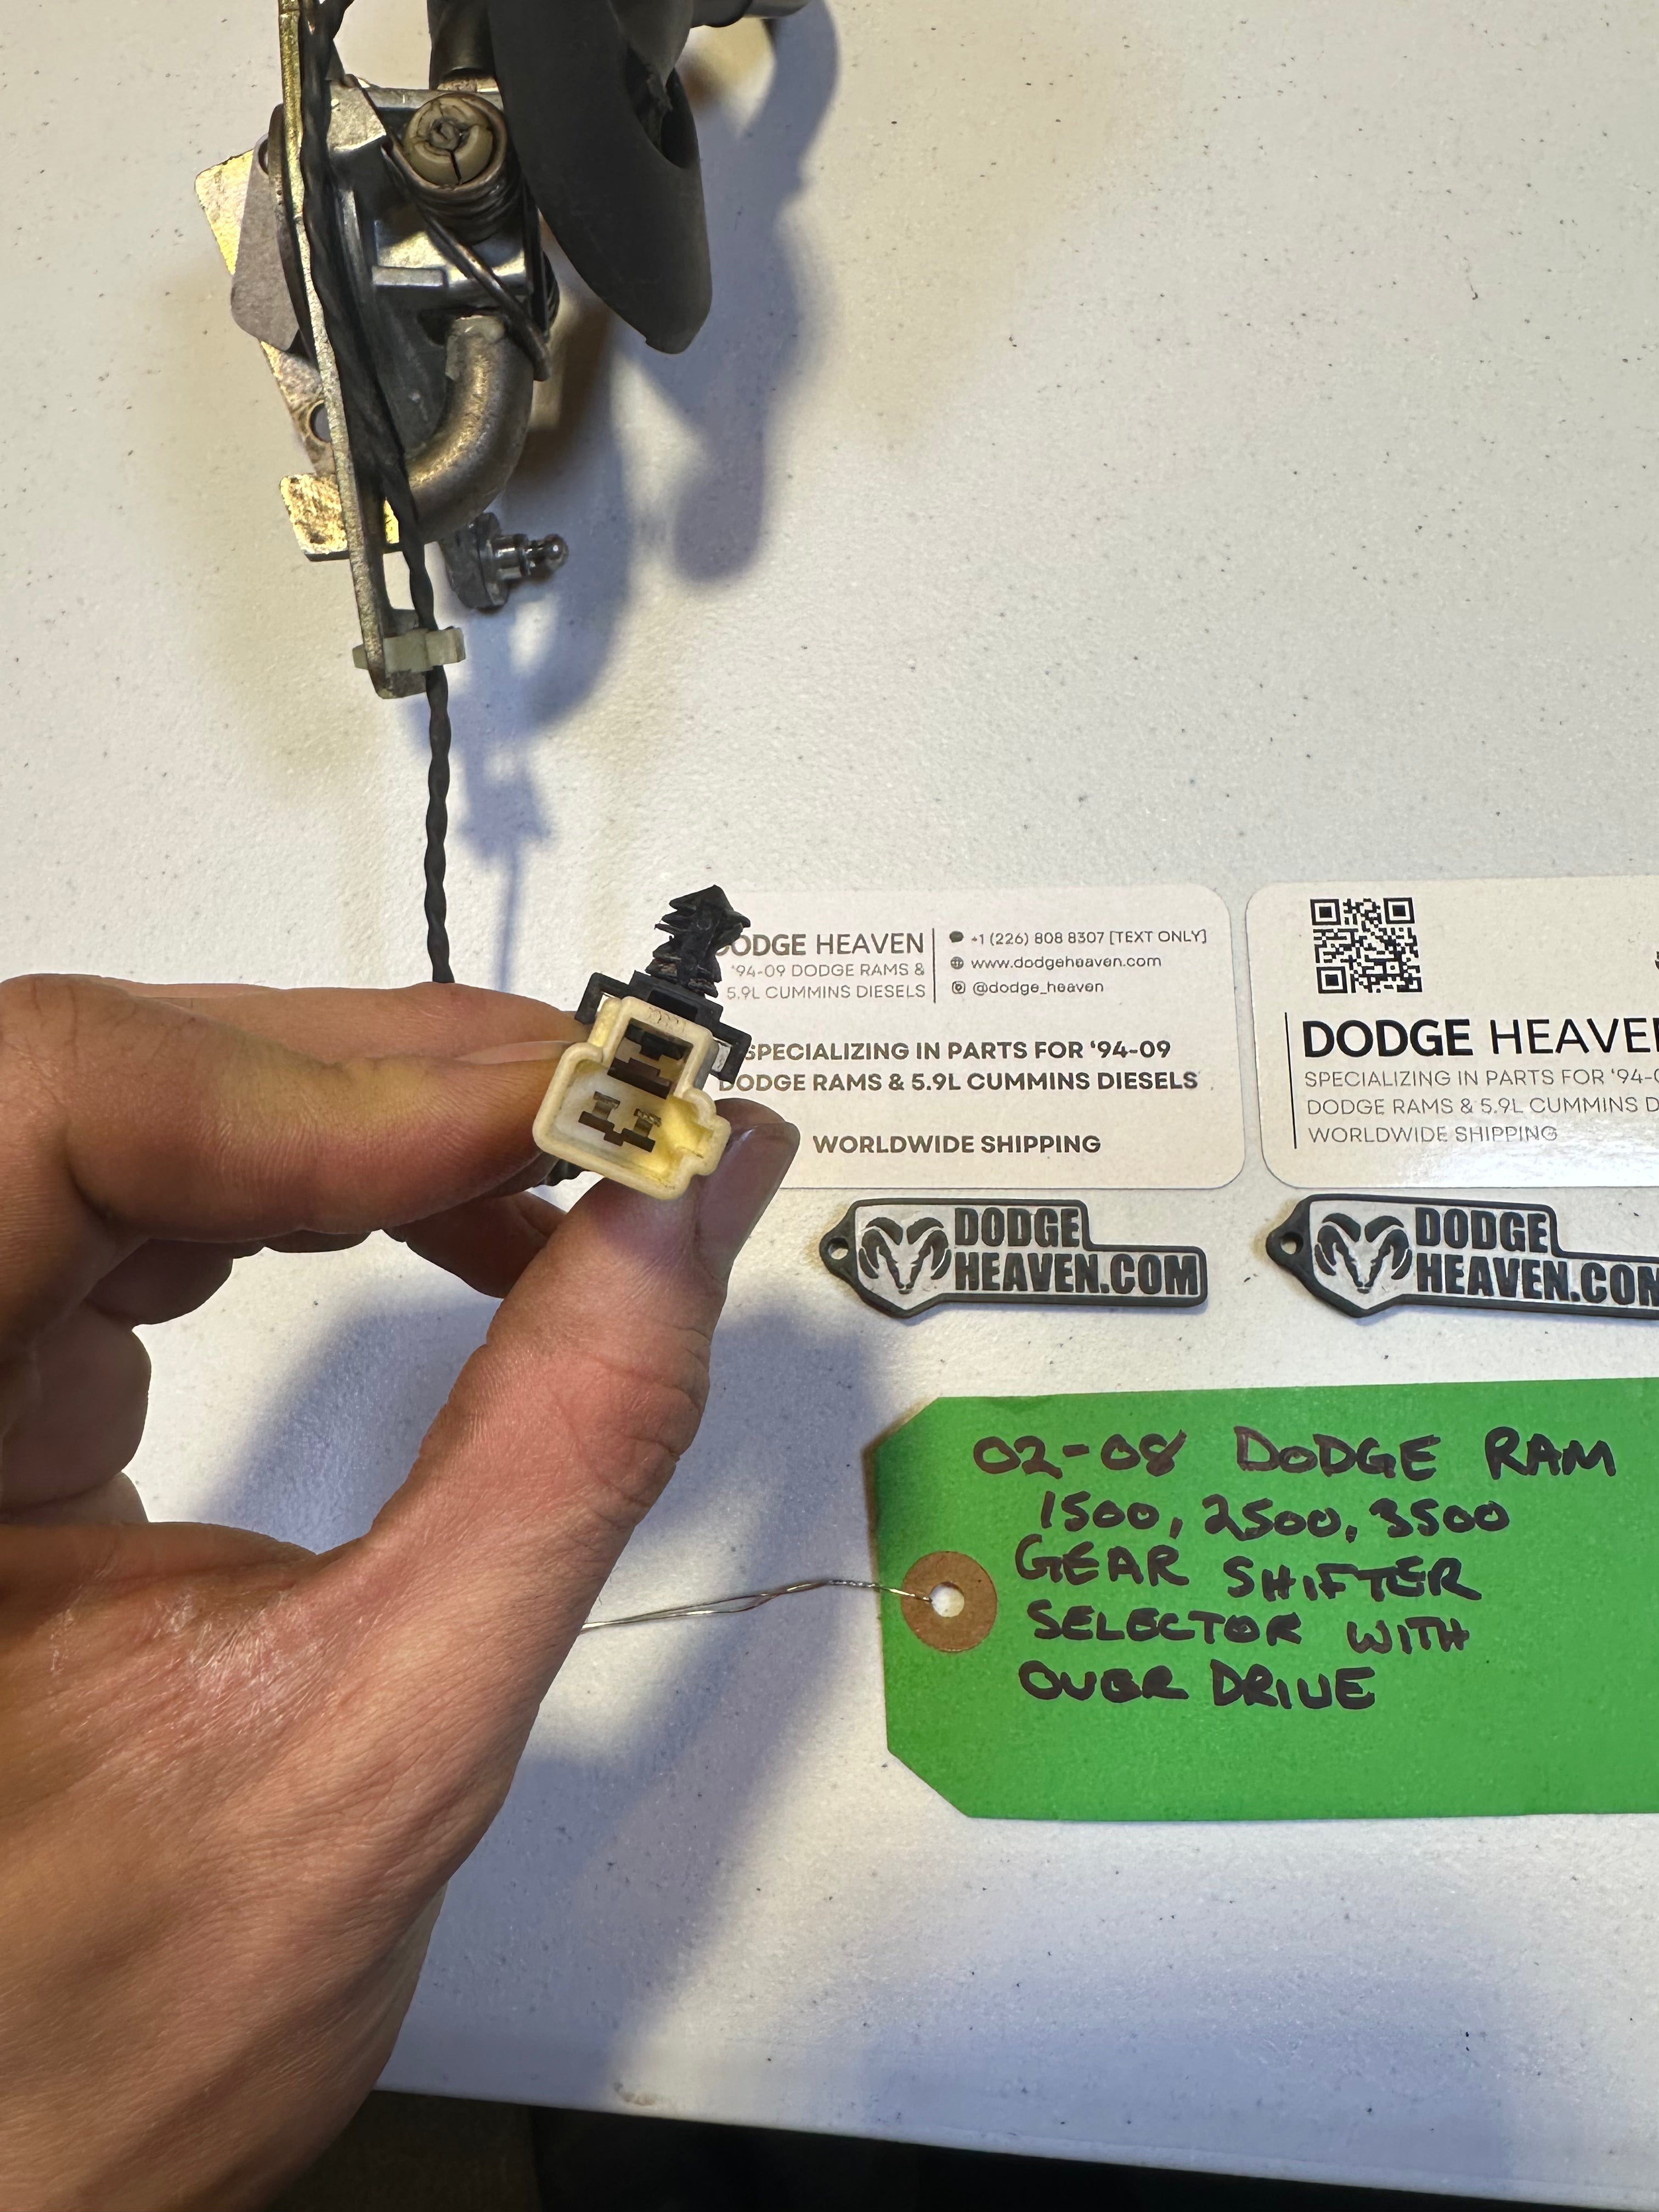 DODGE HEAVEN
'94-09 DODGE RAMS &
5.9L CUMMINS DIESELS
+1 (226) 808 8307 [TEXT ONLY]
www.dodgeheaven.com
@dodge_heaven
SPECIALIZING IN PARTS FOR '94-09
DODGE RAMS & 5.9L CUMMINS DIESELS
WORLDWIDE SHIPPING
DODGE HEAVEN
SPECIALIZING IN PARTS FOR '94-0
DODGE RAMS & 5.9L CUMMINS D
WORLDWIDE SHIPPING
DODGE
HEAVEN.COM
DODGE
HEAVEN.COM
02-08 DODGE RAM
1500, 2500, 3500
GEAR SHIFTER
SELECTOR WITH
OVER DRIVE